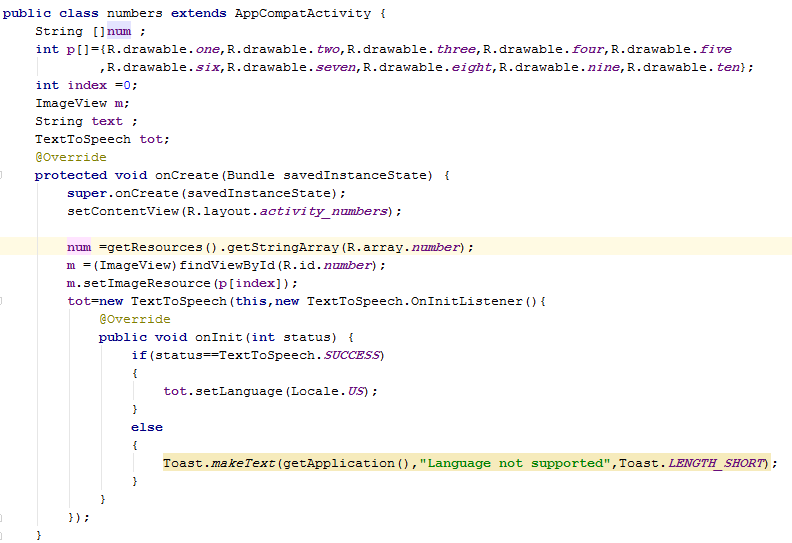 public class numbers extends AppCompatActivity {
    String []num ;
    int p[]={R.drawable.one,R.drawable.two,R.drawable.three,R.drawable.four,R.drawable.five
            ,R.drawable.six,R.drawable.seven,R.drawable.eight,R.drawable.nine,R.drawable.ten};
    int index =0;
    ImageView m;
    String text ;
    TextToSpeech tot;
    @Override
    protected void onCreate(Bundle savedInstanceState) {
        super.onCreate(savedInstanceState);
        setContentView(R.layout.activity_numbers);

        num =getResources().getStringArray(R.array.number);
        m =(ImageView)findViewById(R.id.number);
        m.setImageResource(p[index]);
        tot=new TextToSpeech(this,new TextToSpeech.OnInitListener(){
            @Override
            public void onInit(int status) {
                if(status==TextToSpeech.SUCCESS)
                {
                    tot.setLanguage(Locale.US);
                }
                else
                {
                    Toast.makeText(getApplication(),"Language not supported",Toast.LENGTH_SHORT);
                }
            }
        });
    }